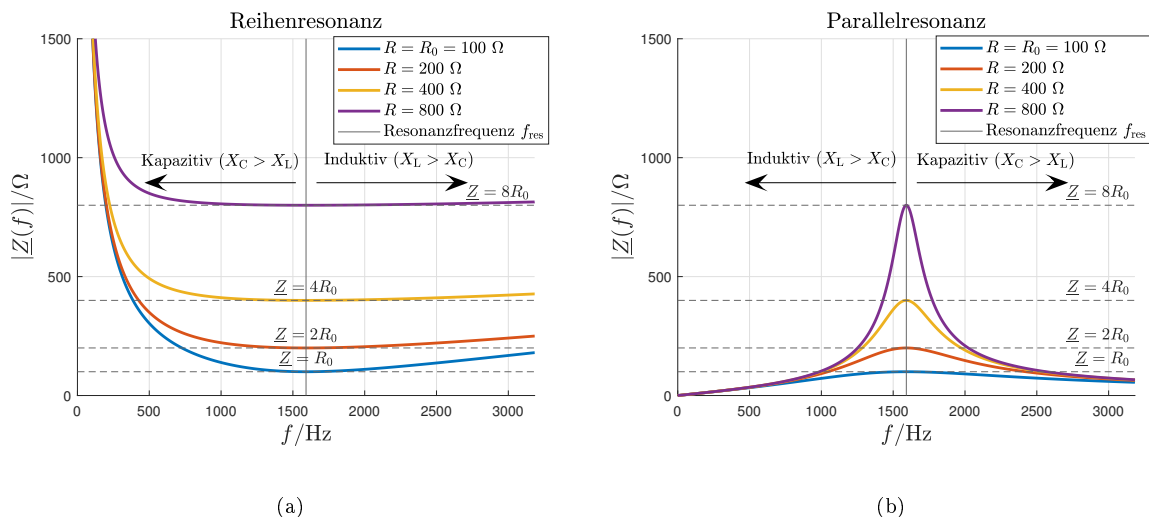 Reihenresonanz
1500
1000
500
0
0
500
1000
1500
2000
2500
3000
|Z(f)|/Ω
f/Hz
R = R₀ = 100 Ω
R = 200 Ω
R = 400 Ω
R = 800 Ω
Resonanzfrequenz f_res
Kapazitiv (X_C > X_L)
Induktiv (X_L > X_C)
Z = 8R₀
Z = 4R₀
Z = 2R₀
Z = R₀
(a)
Parallelresonanz
1500
1000
500
0
0
500
1000
1500
2000
2500
3000
|Z(f)|/Ω
f/Hz
R = R₀ = 100 Ω
R = 200 Ω
R = 400 Ω
R = 800 Ω
Resonanzfrequenz f_res
Induktiv (X_L > X_C)
Kapazitiv (X_C > X_L)
Z = 8R₀
Z = 4R₀
Z = 2R₀
Z = R₀
(b)